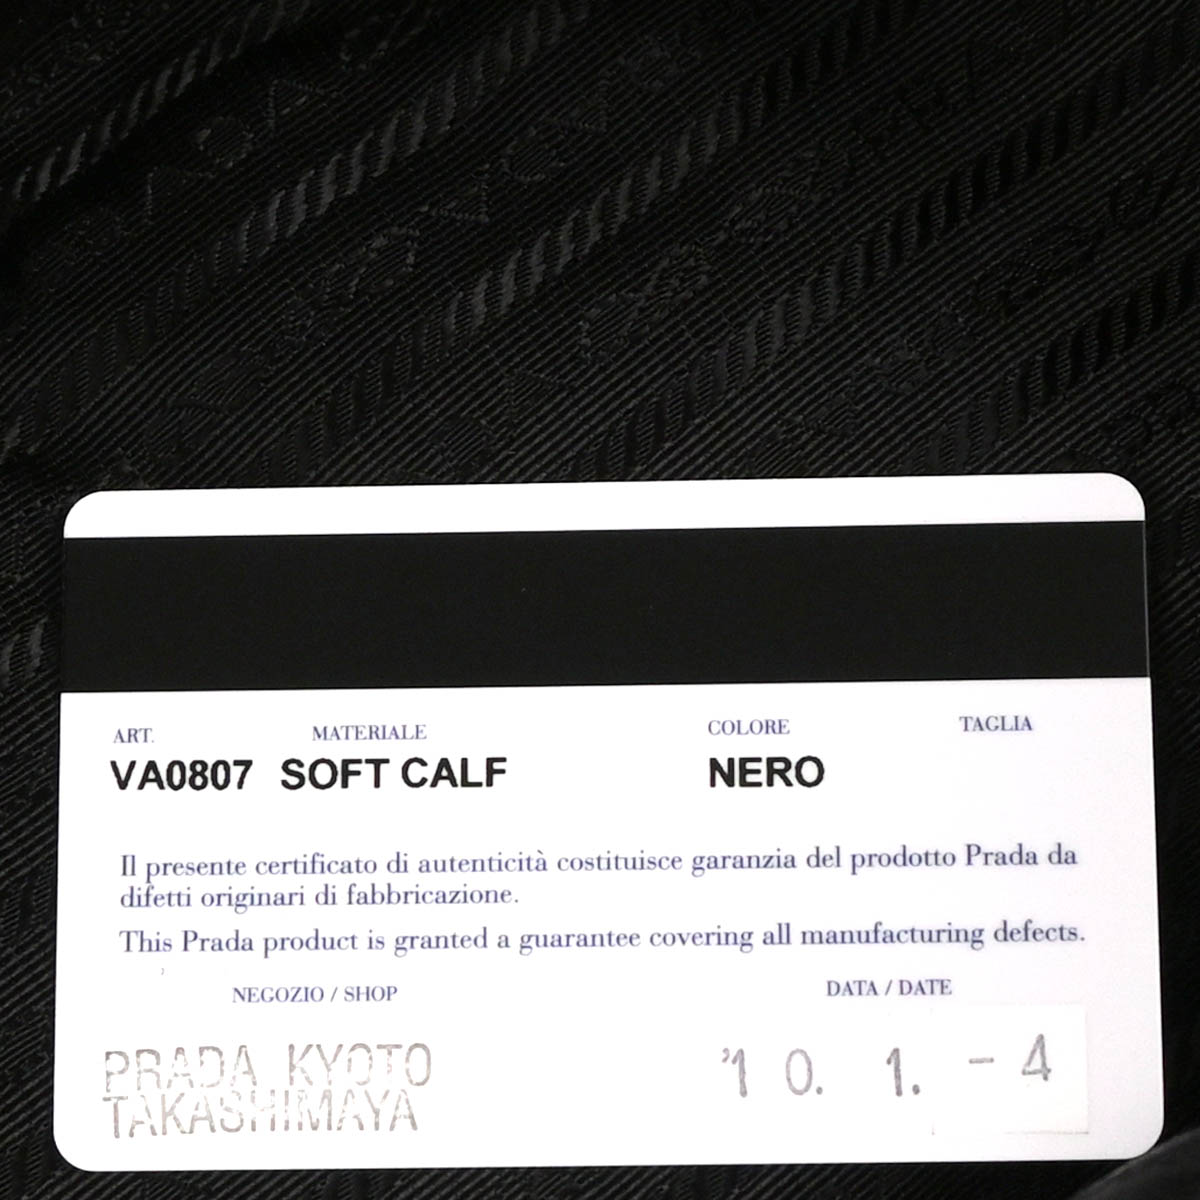 ART. MATERIALE COLORE TAGLIA
VA0807 SOFT CALF NERO
Il presente certificato di autenticità costituisce garanzia del prodotto Prada da
difetti originari di fabbricazione.
This Prada product is granted a guarantee covering all manufacturing defects.
NEGOZIO / SHOP DATA / DATE
PRADA KYOTO '10. 1. -4
TAKASHIMAYA